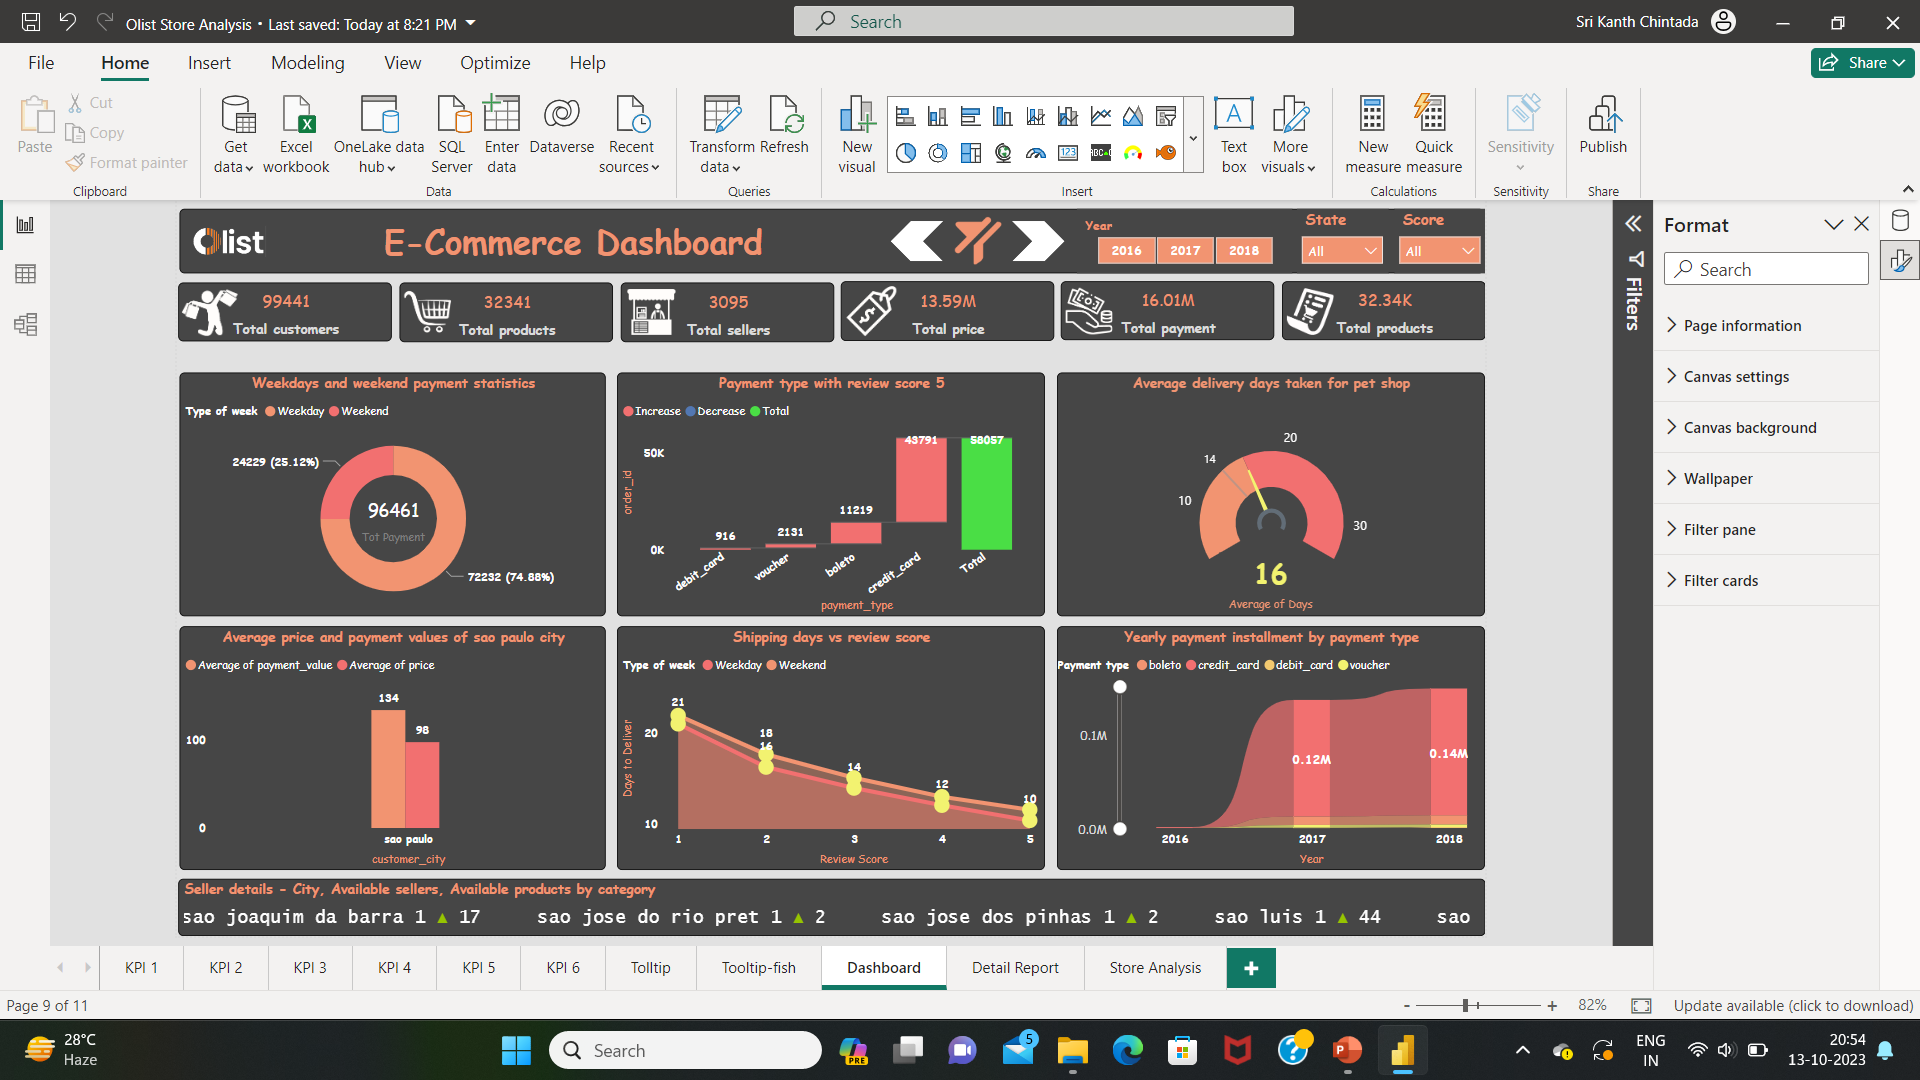 Olist Store Analysis • Last saved: Today at 8:21 PM
Search
Sri Kanth Chintada
File Home Insert Modeling View Optimize Help
Share
Paste
Cut
Copy
Format painter
Clipboard
Get data
Excel workbook
OneLake data hub
SQL Server
Enter data
Dataverse
Recent sources
Data
Transform data
Refresh
Queries
New visual
123
ABC
Text box
More visuals
Insert
New measure
Quick measure
Calculations
Sensitivity
Sensitivity
Publish
Share
Olist
E-Commerce Dashboard
Year
2016 2017 2018
State
All
Score
All
99441
Total customers
32341
Total products
3095
Total sellers
13.59M
Total price
16.01M
Total payment
32.34K
Total products
Weekdays and weekend payment statistics
Type of week Weekday Weekend
24229 (25.12%)
96461
Tot Payment
72232 (74.88%)
Payment type with review score 5
Increase Decrease Total
order_id
50K
0K
916
2131
11219
43791
58057
debit_card
voucher
boleto
credit_card
Total
payment_type
Average delivery days taken for pet shop
20
14
10
30
16
Average of Days
Average price and payment values of sao paulo city
Average of payment_value Average of price
134
98
100
0
sao paulo
customer_city
Shipping days vs review score
Type of week Weekday Weekend
Days to Deliver
20
10
21
18
16
14
12
10
1 2 3 4 5
Review Score
Yearly payment installment by payment type
Payment type boleto credit_card debit_card voucher
0.1M
0.0M
0.12M
0.14M
2016 2017 2018
Year
Seller details - City, Available sellers, Available products by category
sao joaquim da barra 1 ▲ 17 sao jose do rio pret 1 ▲ 2 sao jose dos pinhas 1 ▲ 2 sao luis 1 ▲ 44 sao
Filters
Format
Search
Page information
Canvas settings
Canvas background
Wallpaper
Filter pane
Filter cards
KPI 1 KPI 2 KPI 3 KPI 4 KPI 5 KPI 6 Tolltip Tooltip-fish Dashboard Detail Report Store Analysis +
Page 9 of 11
- + 82%
Update available (click to download)
28°C
Haze
Search
PRE
5
P
ENG
IN
20:54
13-10-2023